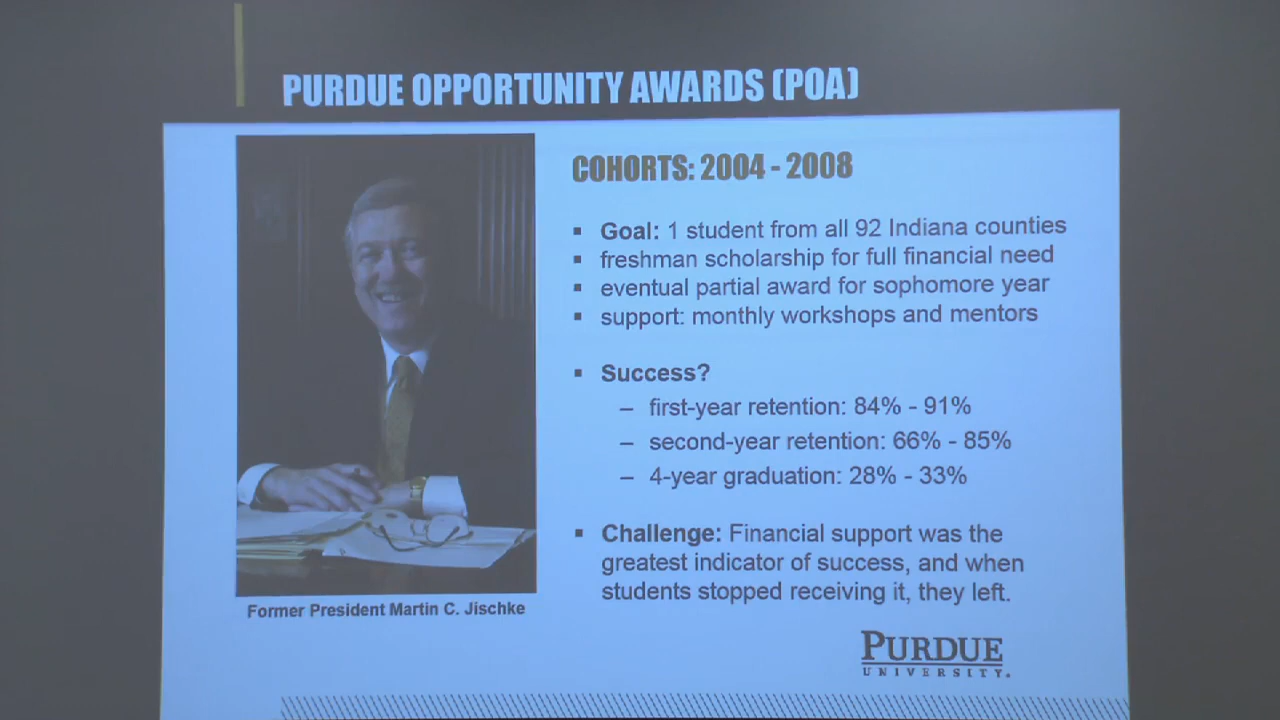 PURDUE OPPORTUNITY AWARDS (POA)
COHORTS: 2004 - 2008
▪ Goal: 1 student from all 92 Indiana counties
▪ freshman scholarship for full financial need
▪ eventual partial award for sophomore year
▪ support: monthly workshops and mentors
▪ Success?
– first-year retention: 84% - 91%
– second-year retention: 66% - 85%
– 4-year graduation: 28% - 33%
▪ Challenge: Financial support was the
greatest indicator of success, and when
students stopped receiving it, they left.
Former President Martin C. Jischke
PURDUE
UNIVERSITY.